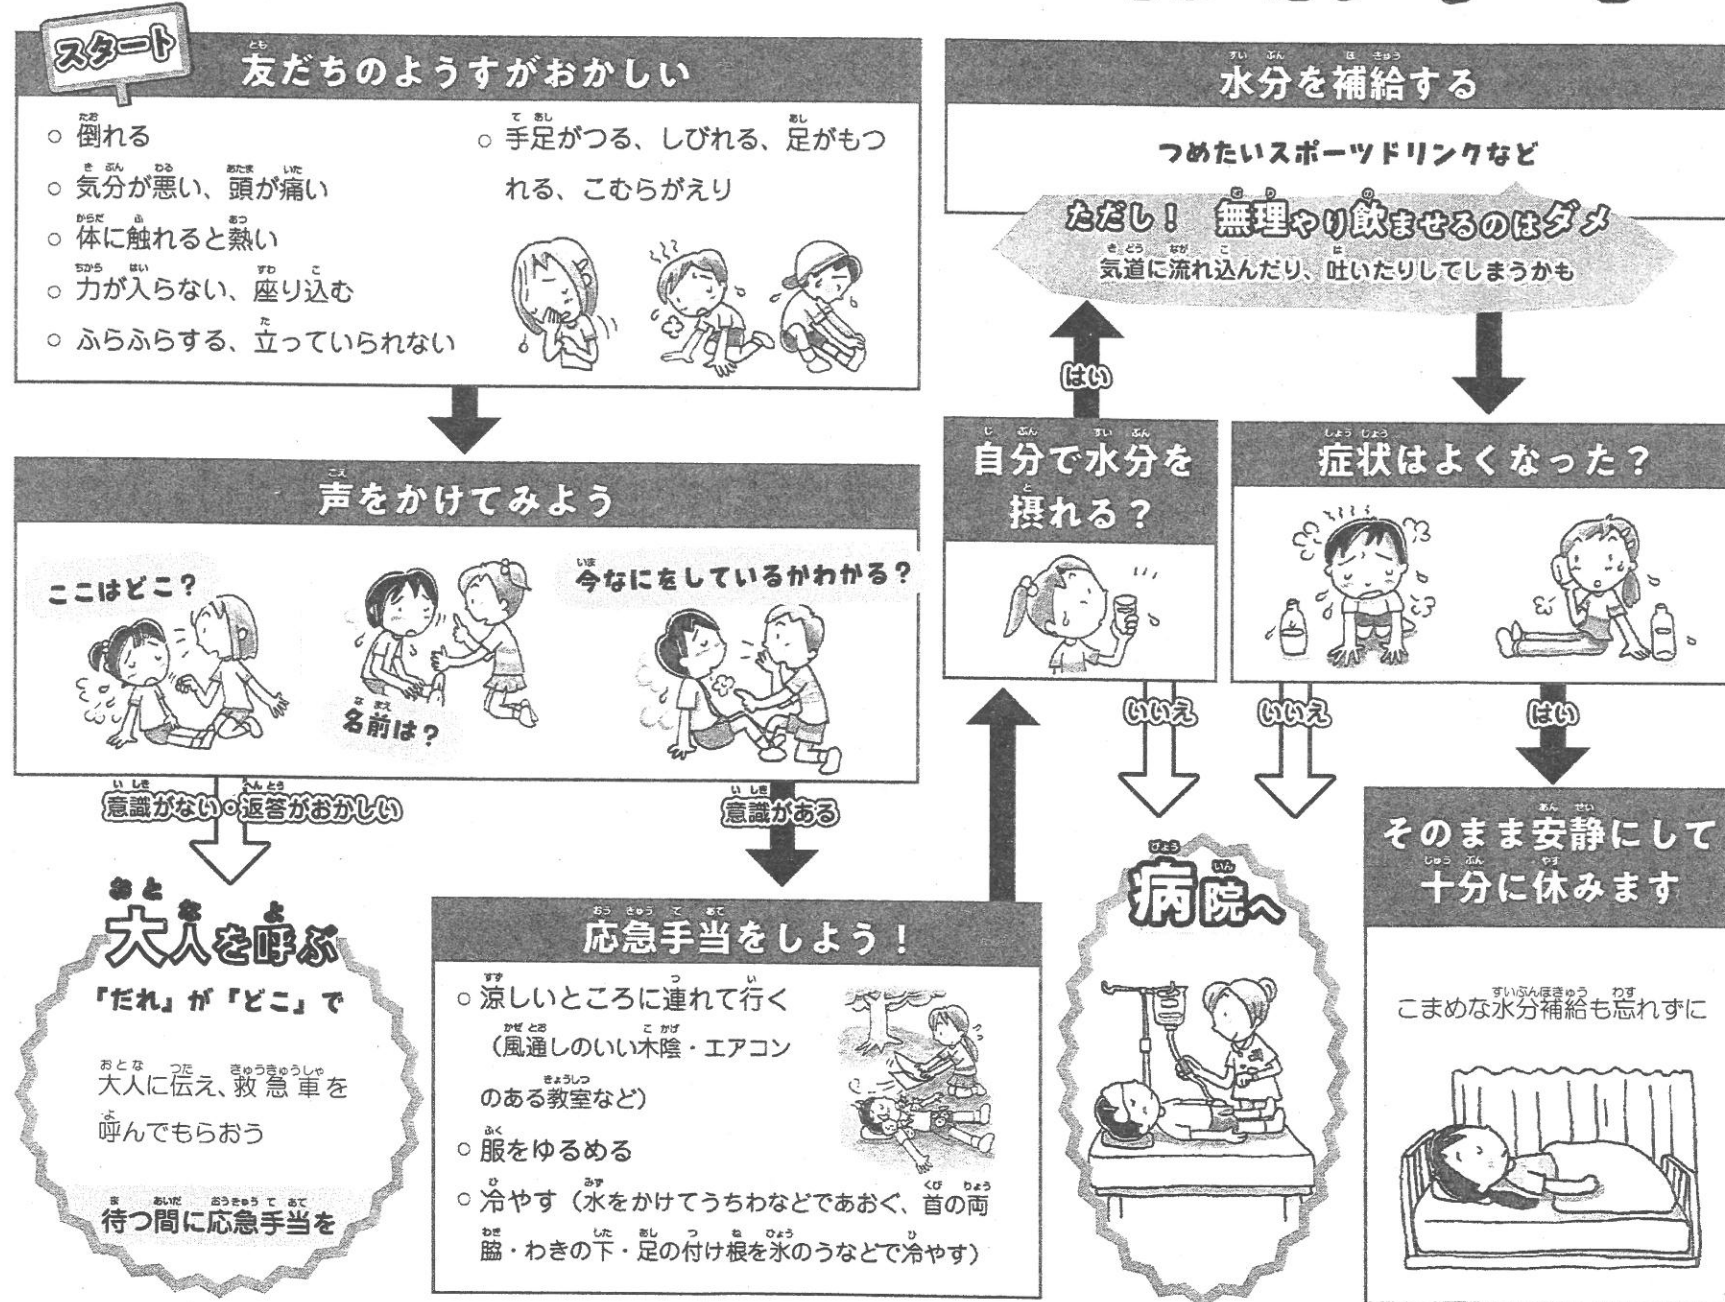 スタート
友だちのようすがおかしい
○ 倒れる
○ 気分が悪い、頭が痛い
○ 体に触れると熱い
○ 力が入らない、座り込む
○ ふらふらする、立っていられない
○ 手足がつる、しびれる、足がもつ
れる、こむらがえり
声をかけてみよう
ここはどこ？
名前は？
今なにをしているかわかる？
意識がない・返答がおかしい
意識がある
大人を呼ぶ
『だれ』が『どこ』で
大人に伝え、救急車を
呼んでもらおう
待つ間に応急手当を
応急手当をしよう！
○ 涼しいところに連れて行く
（風通しのいい木陰・エアコン
のある教室など）
○ 服をゆるめる
○ 冷やす（水をかけてうちわなどであおぐ、首の両
脇・わきの下・足の付け根を氷のうなどで冷やす）
自分で水分を
摂れる？
はい
いいえ
水分を補給する
つめたいスポーツドリンクなど
ただし！ 無理やり飲ませるのはダメ
気道に流れ込んだり、吐いたりしてしまうかも
症状はよくなった？
いいえ
はい
病院へ
そのまま安静にして
十分に休みます
こまめな水分補給も忘れずに